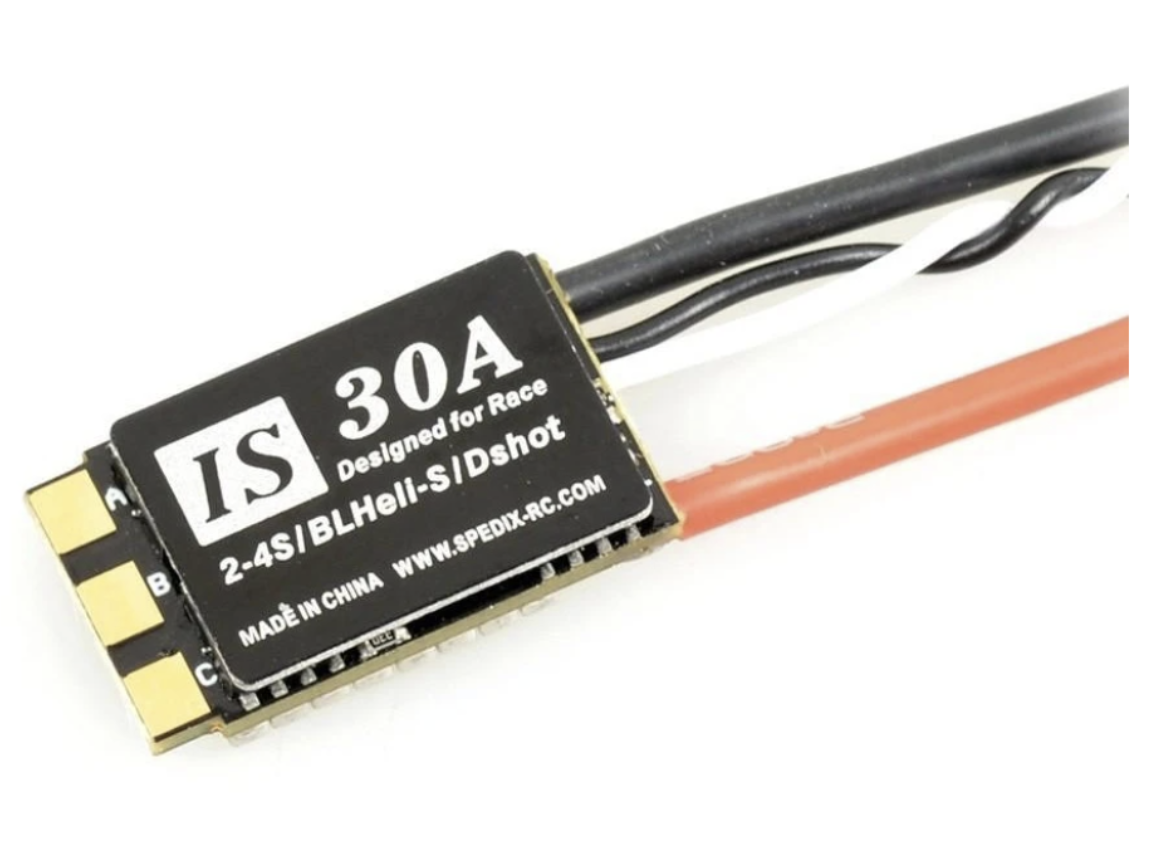 IS
30A
Designed for Race
2-4S/BLHeli-S/Dshot
MADE IN CHINA WWW.SPEDIX-RC.COM
A
B
C